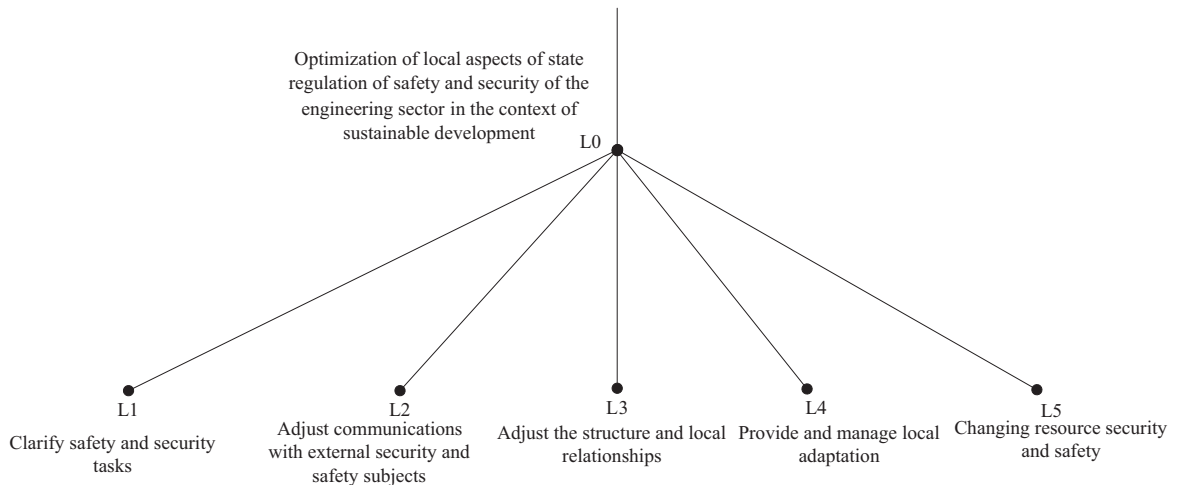 Optimization of local aspects of state
regulation of safety and security of the
engineering sector in the context of
sustainable development
L0
L1
Clarify safety and security
tasks
L2
Adjust communications
with external security and
safety subjects
L3
Adjust the structure and local
relationships
L4
Provide and manage local
adaptation
L5
Changing resource security
and safety